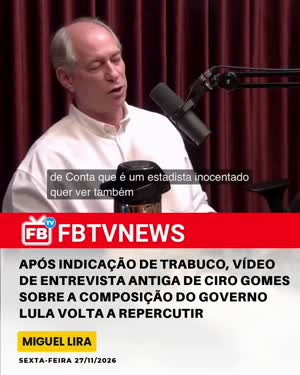 de Conta que é um estadista inocentado
quer ver também
FB TV
FBTVNEWS
APÓS INDICAÇÃO DE TRABUCO, VÍDEO
DE ENTREVISTA ANTIGA DE CIRO GOMES
SOBRE A COMPOSIÇÃO DO GOVERNO
LULA VOLTA A REPERCUTIR
MIGUEL LIRA
SEXTA-FEIRA 27/11/2026